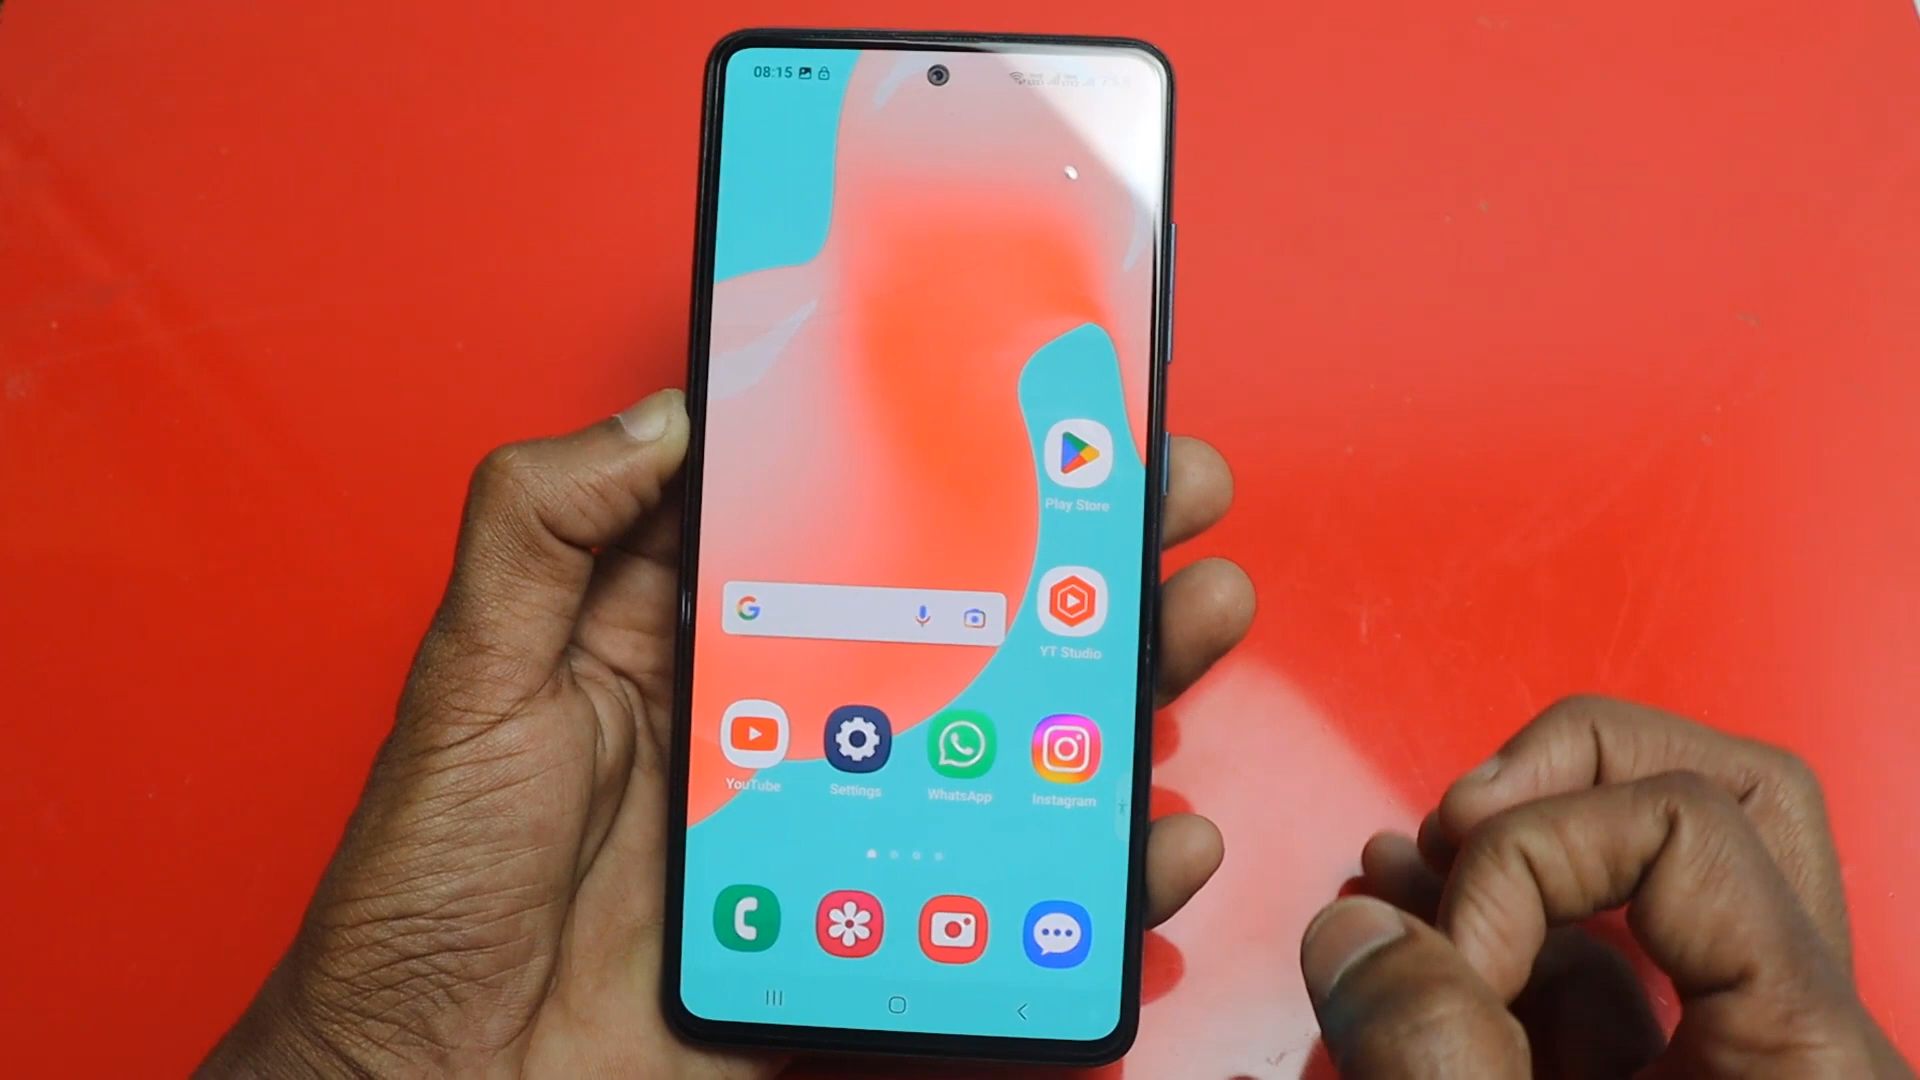 08:15
Play Store
G
YT Studio
YouTube
Settings
WhatsApp
Instagram